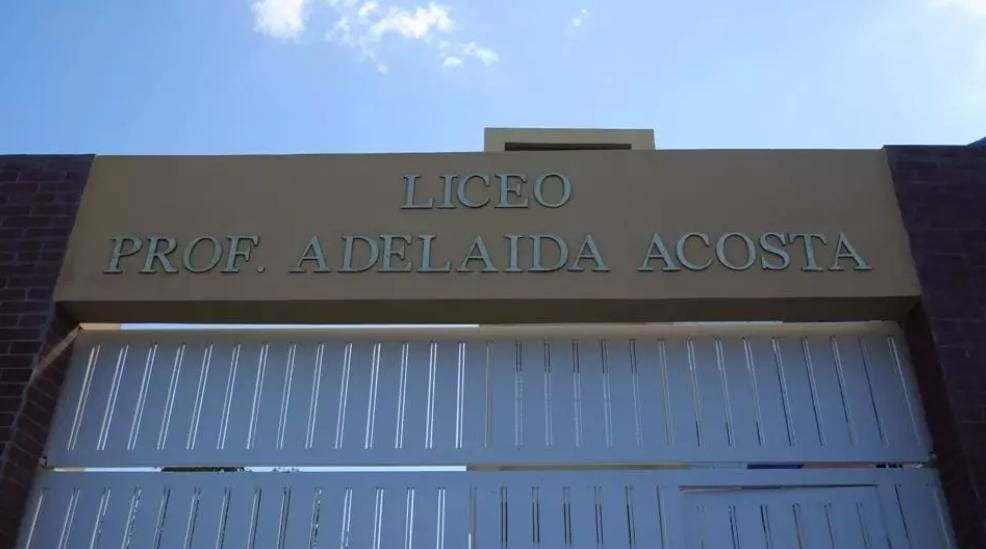 LICEO
PROF. ADELAIDA ACOSTA